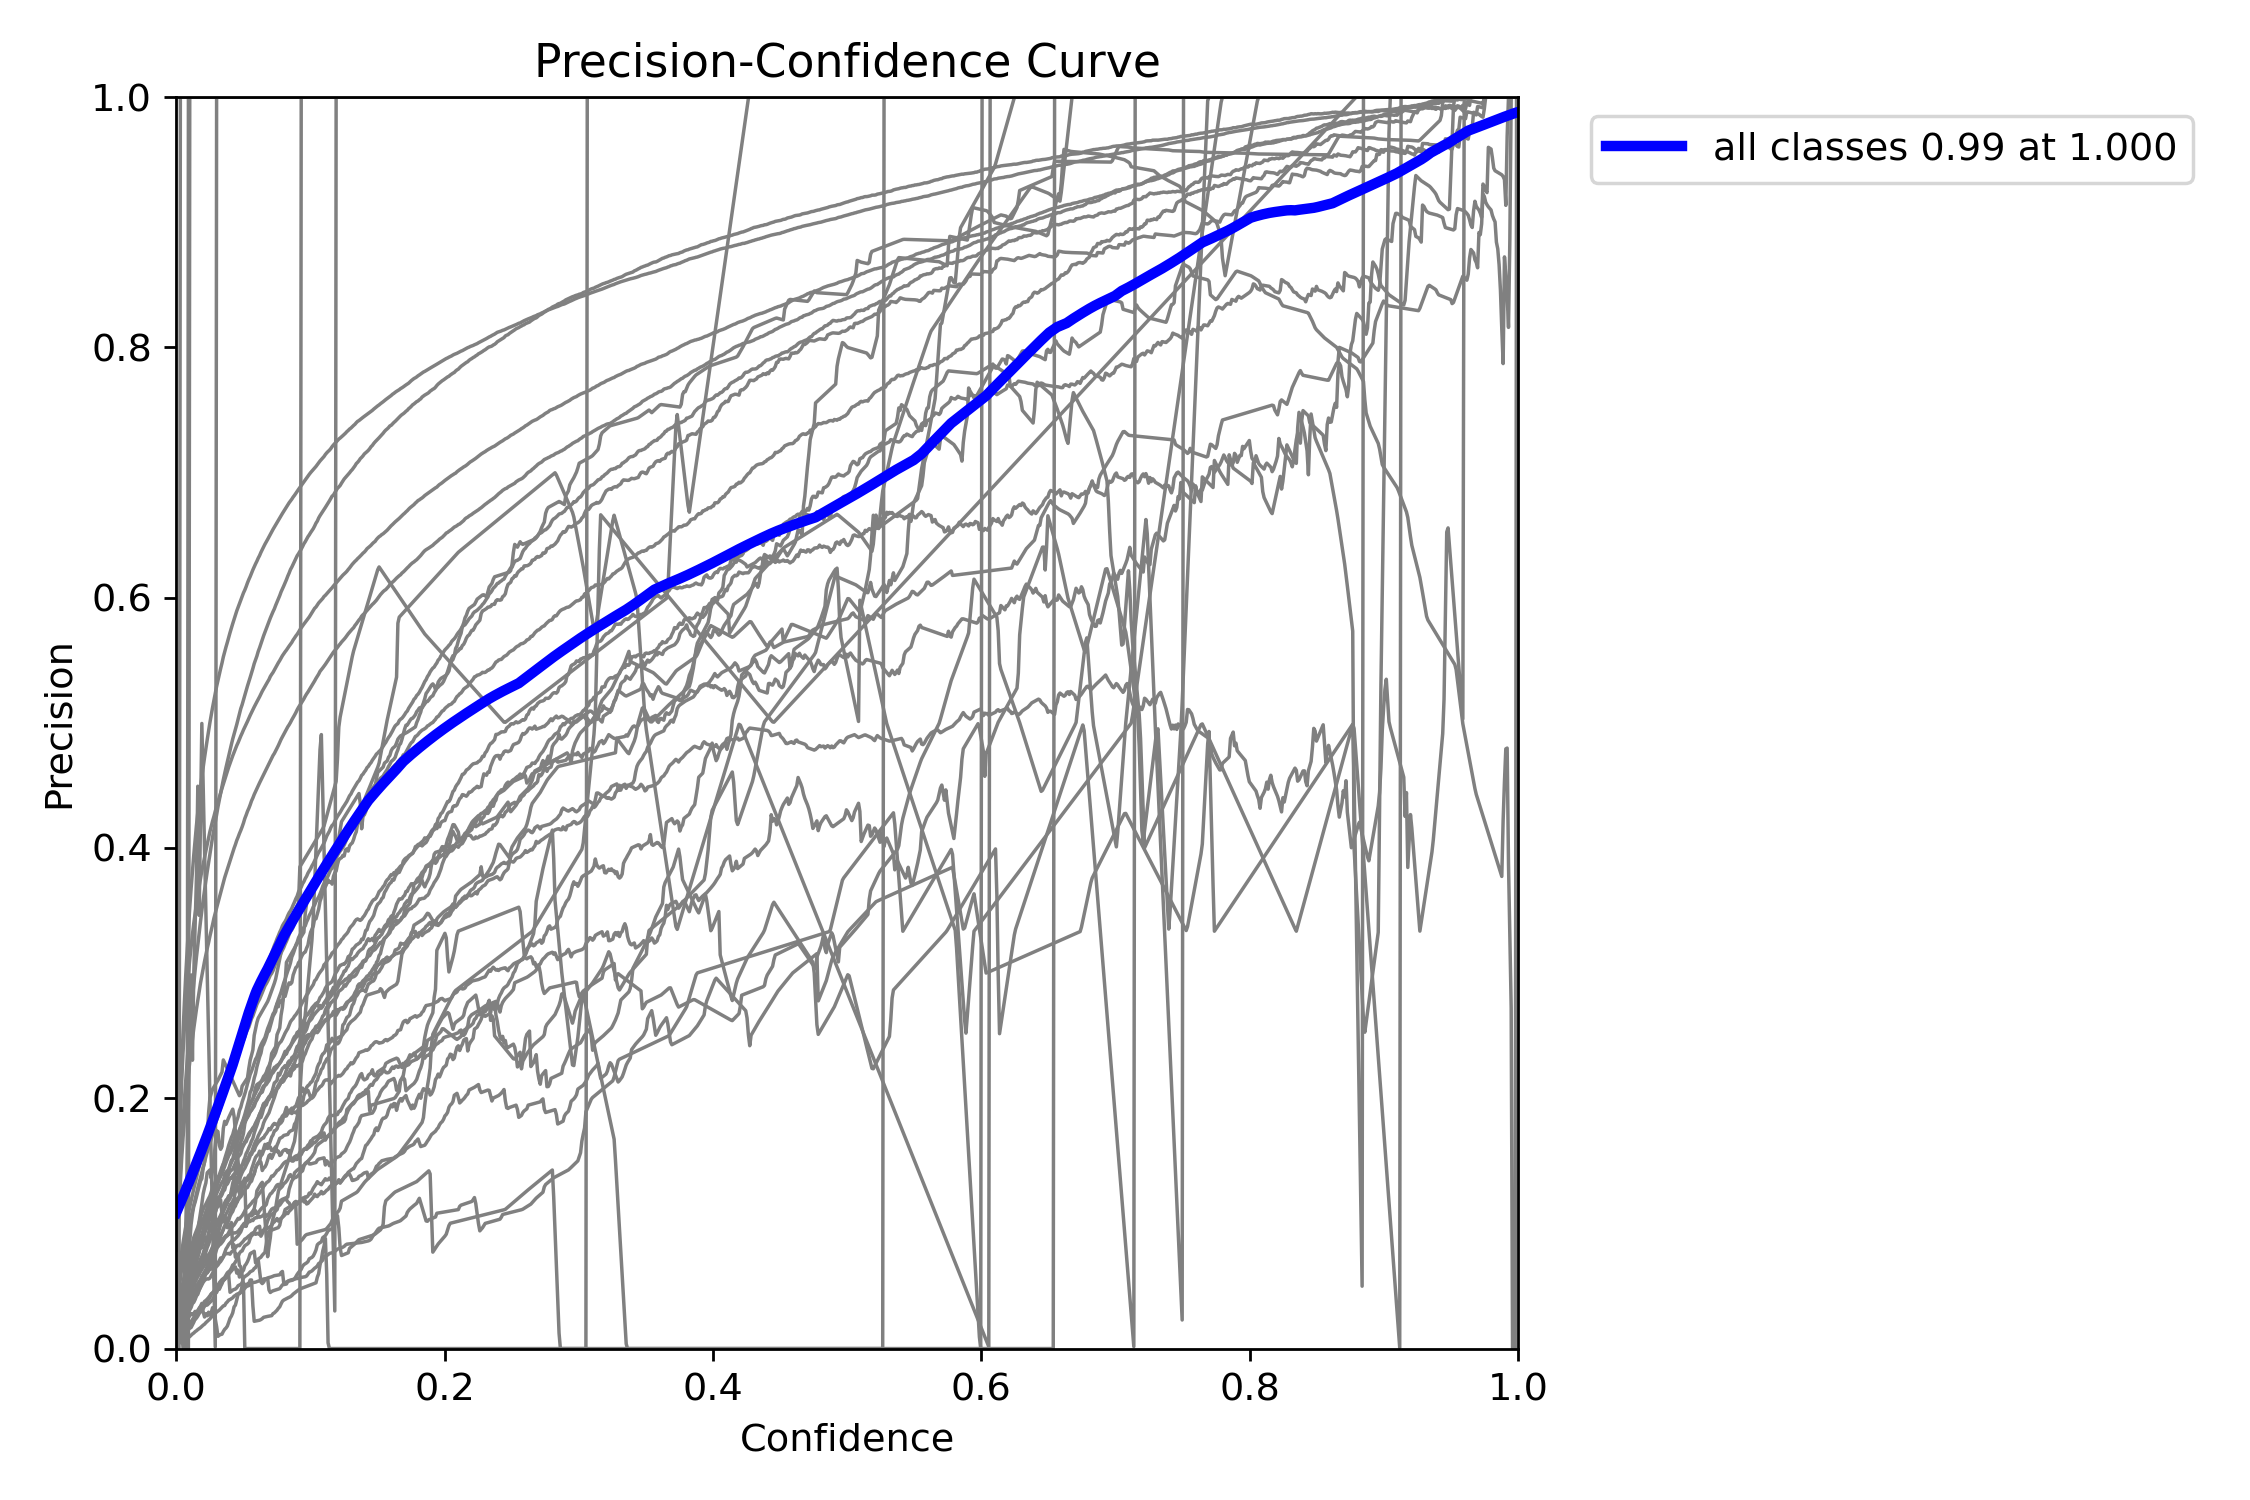 Precision-Confidence Curve
all classes 0.99 at 1.000
Precision
1.0
0.8
0.6
0.4
0.2
0.0
0.0 0.2 0.4 0.6 0.8 1.0
Confidence